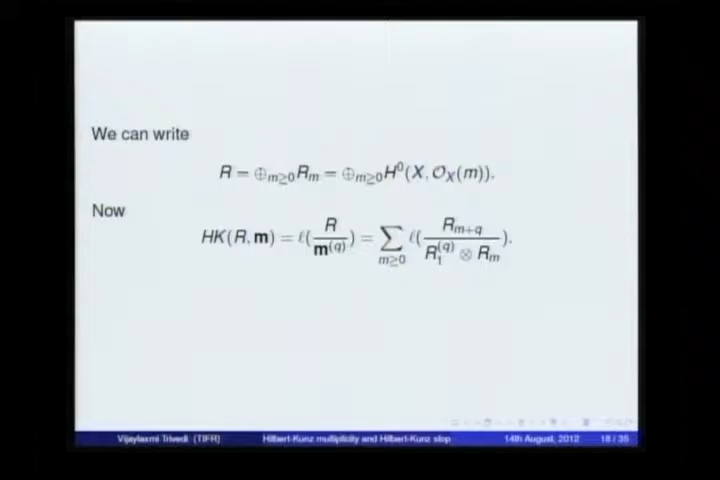 We can write
R = ⊕_{m≥0} R_m = ⊕_{m≥0} H^0(X, 𝒪_X(m)).
Now
HK(R, m) = ℓ(R / m^{(q)}) = ∑_{m≥0} ℓ(R_{m+q} / R_1^{(q)} ⊗ R_m).
Vijaylaxmi Trivedi (TIFR) Hilbert-Kunz multiplicity and Hilbert-Kunz slop 14th August, 2012 18 / 35